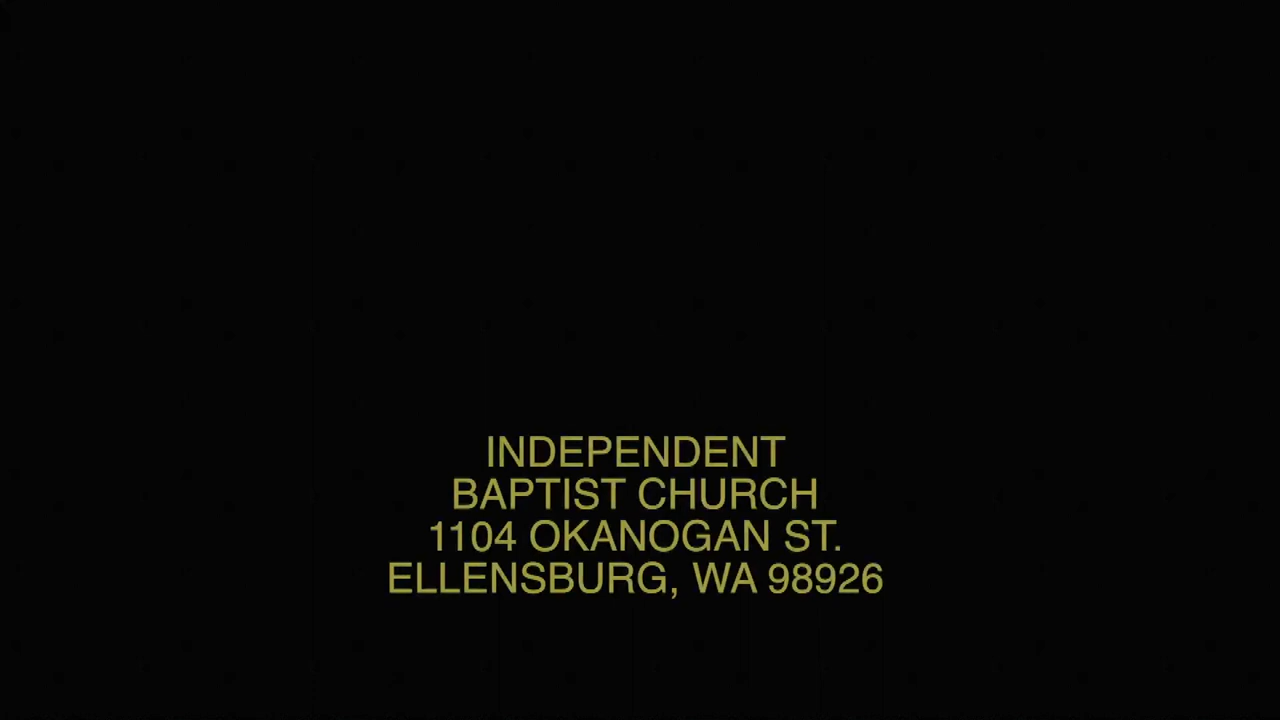 INDEPENDENT
BAPTIST CHURCH
1104 OKANOGAN ST.
ELLENSBURG, WA 98926